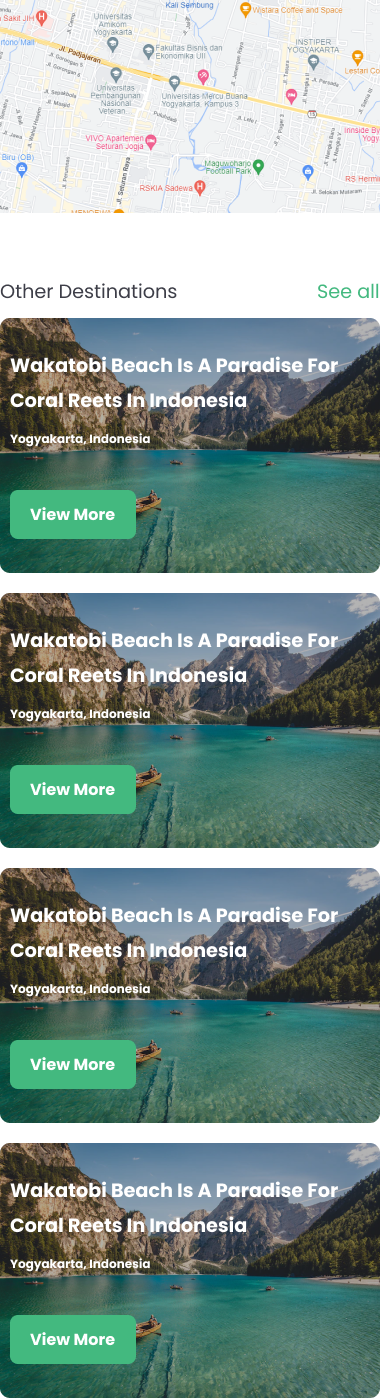 Kali Sembung
Wistara Coffee and Space
Sakit JIH
Universitas
Amikom
Yogyakarta
Jl. Padjajaran
Fakultas Bisnis dan
Ekonomika UII
INSTIPER
YOGYAKARTA
Lestari Co
Universitas
Pembangunan
Nasional
Veteran...
Universitas Mercu Buana
Yogyakarta, Kampus 3
VIVO Apartemen
Seturan Jogja
Jl. Seturan Raya
Biru (OB)
Maguwoharjo
Football Park
RSKIA Sadewa
RS Hermi
Jl. Selokan Mataram
Other Destinations
See all
Wakatobi Beach Is A Paradise For
Coral Reets In Indonesia
Yogyakarta, Indonesia
View More
Wakatobi Beach Is A Paradise For
Coral Reets In Indonesia
Yogyakarta, Indonesia
View More
Wakatobi Beach Is A Paradise For
Coral Reets In Indonesia
Yogyakarta, Indonesia
View More
Wakatobi Beach Is A Paradise For
Coral Reets In Indonesia
Yogyakarta, Indonesia
View More